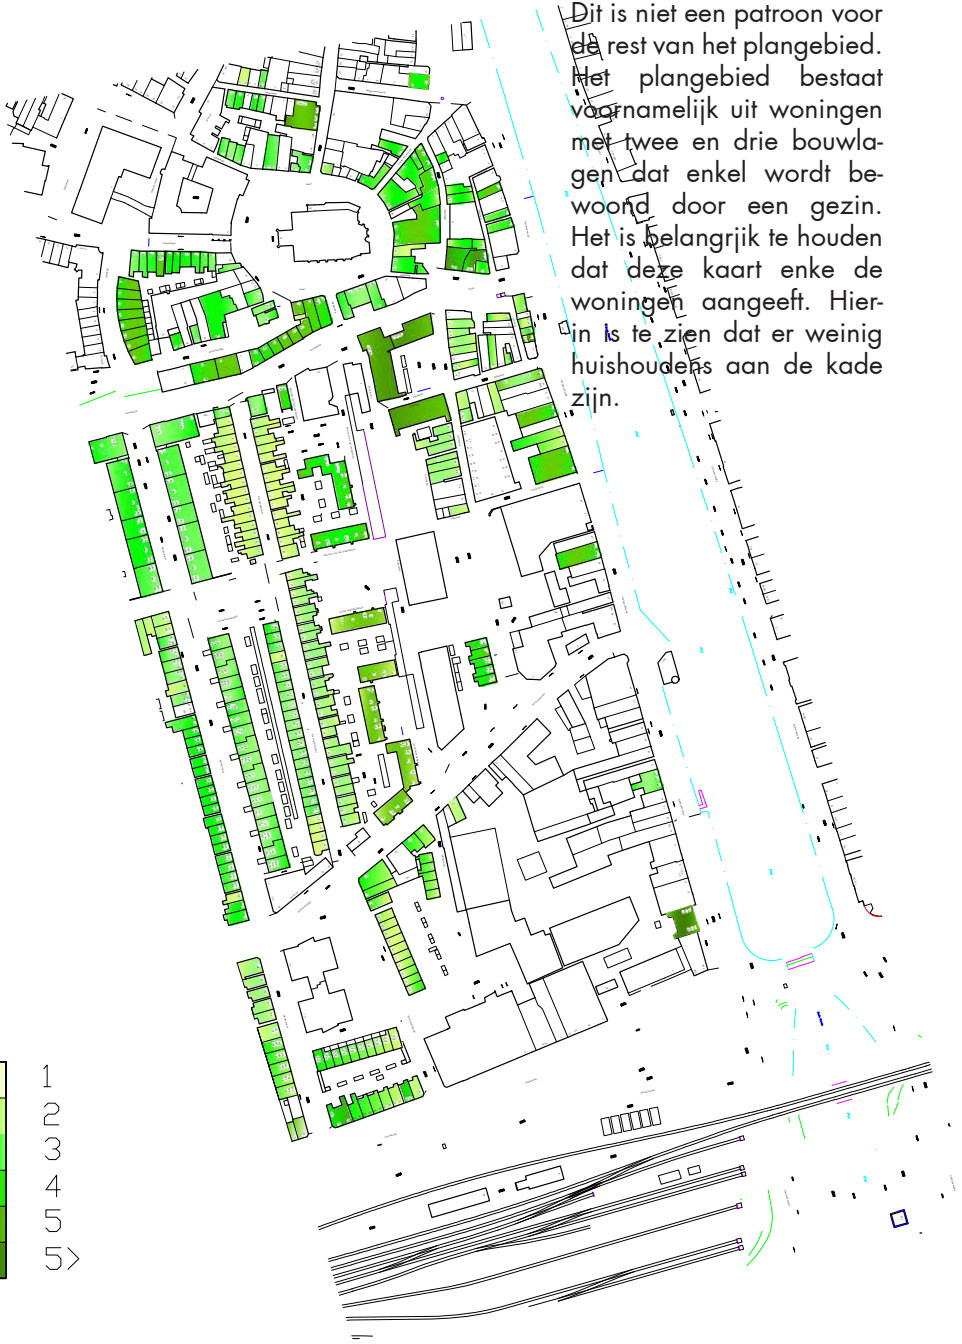 Dit is niet een patroon voor
de rest van het plangebied.
Het plangebied bestaat
voornamelijk uit woningen
met twee en drie bouwla-
gen dat enkel wordt be-
woond door een gezin.
Het is belangrjik te houden
dat deze kaart enke de
woningen aangeeft. Hier-
in is te zien dat er weinig
huishoudens aan de kade
zijn.
1
2
3
4
5
5>